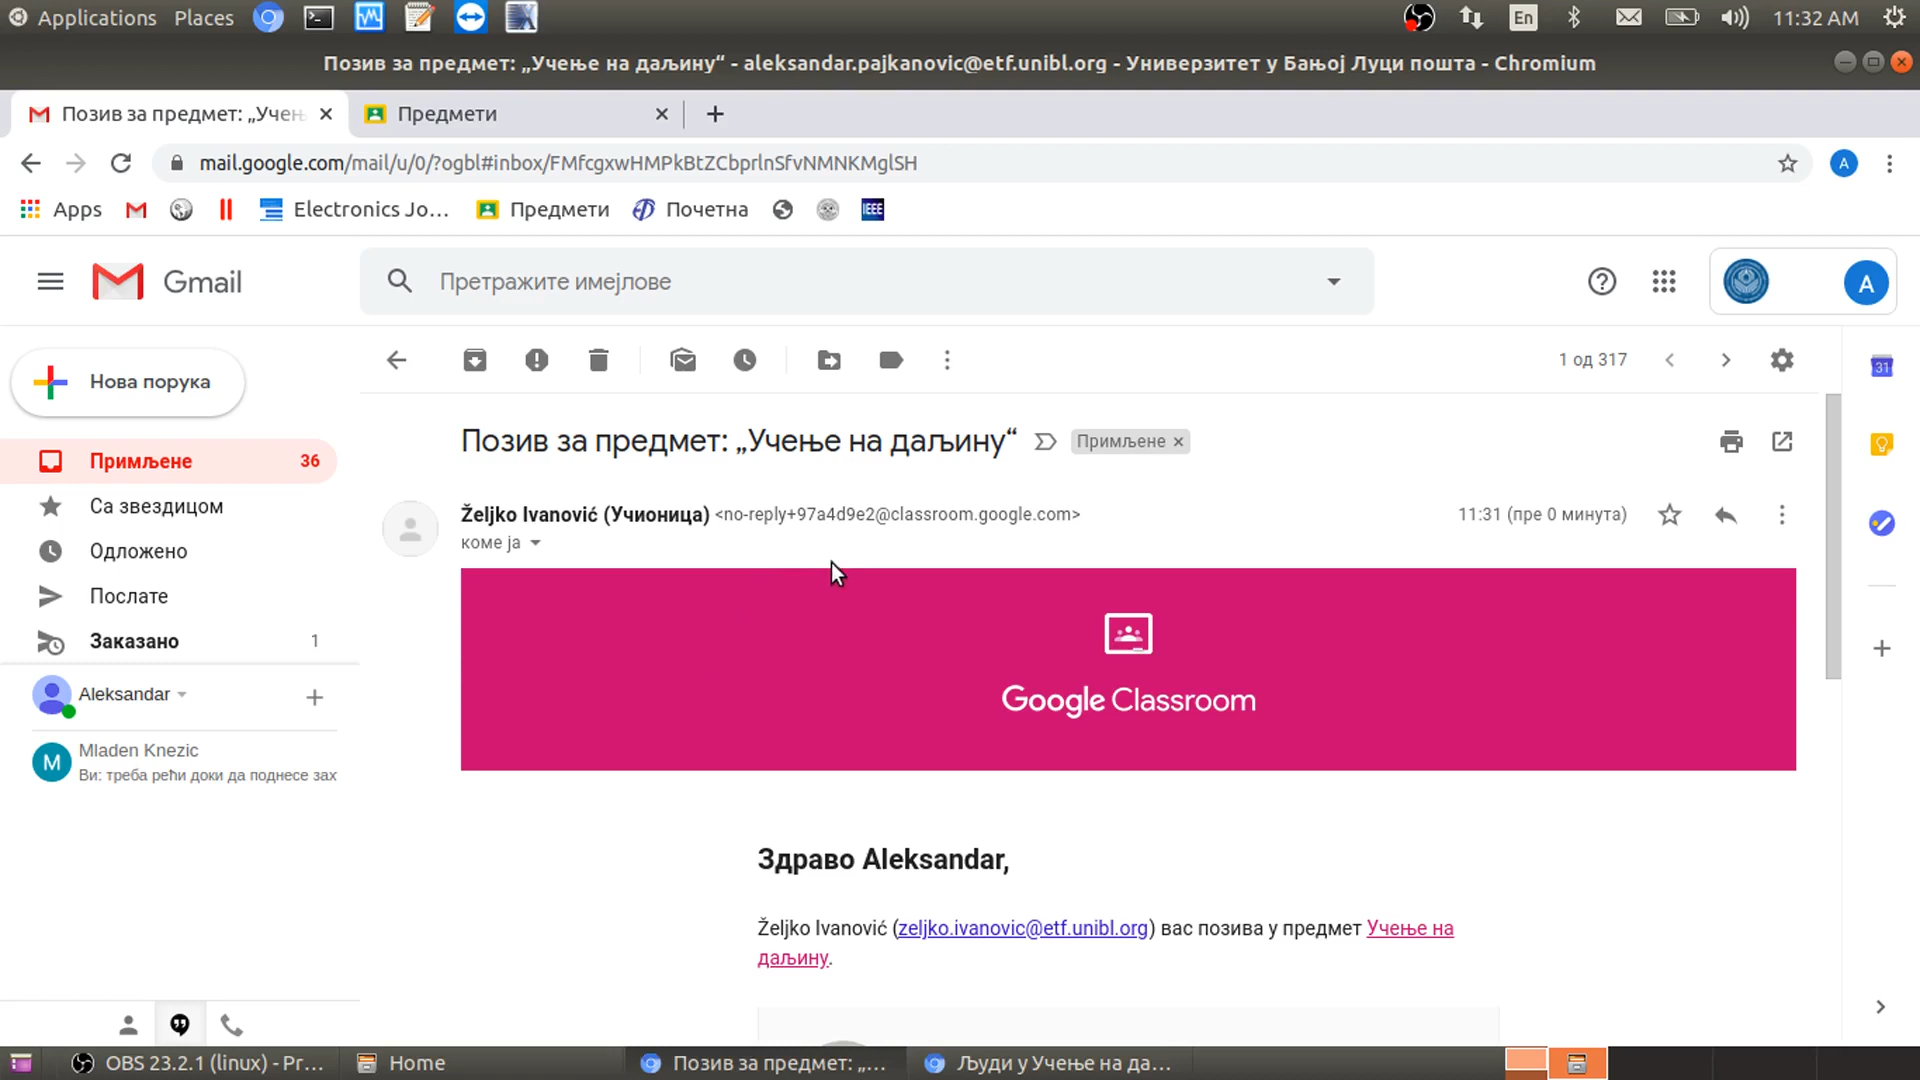 Applications Places En 11:32 AM
Позив за предмет: „Учење на даљину“ - aleksandar.pajkanovic@etf.unibl.org - Универзитет у Бањој Луци пошта - Chromium
Позив за предмет: „Учењ Предмети
mail.google.com/mail/u/0/?ogbl#inbox/FMfcgxwHMPkBtZCbprlnSfvNMNKMglSH A
Apps Electronics Jo... Предмети Почетна IEEE
Gmail Претражите имејлове A
Нова порука 1 од 317 31
Позив за предмет: „Учење на даљину“ Примљене
Примљене 36
Са звездицом
Željko Ivanović (Учионица) <no-reply+97a4d9e2@classroom.google.com> 11:31 (пре 0 минута)
коме ја
Одложено
Послате
Заказано 1
Google Classroom
Aleksandar
M Mladen Knezic
Ви: треба рећи доки да поднесе зах
Здраво Aleksandar,
Željko Ivanović (zeljko.ivanovic@etf.unibl.org) вас позива у предмет Учење на
даљину.
OBS 23.2.1 (linux) - Pr... Home Позив за предмет: „... Људи у Учење на да...